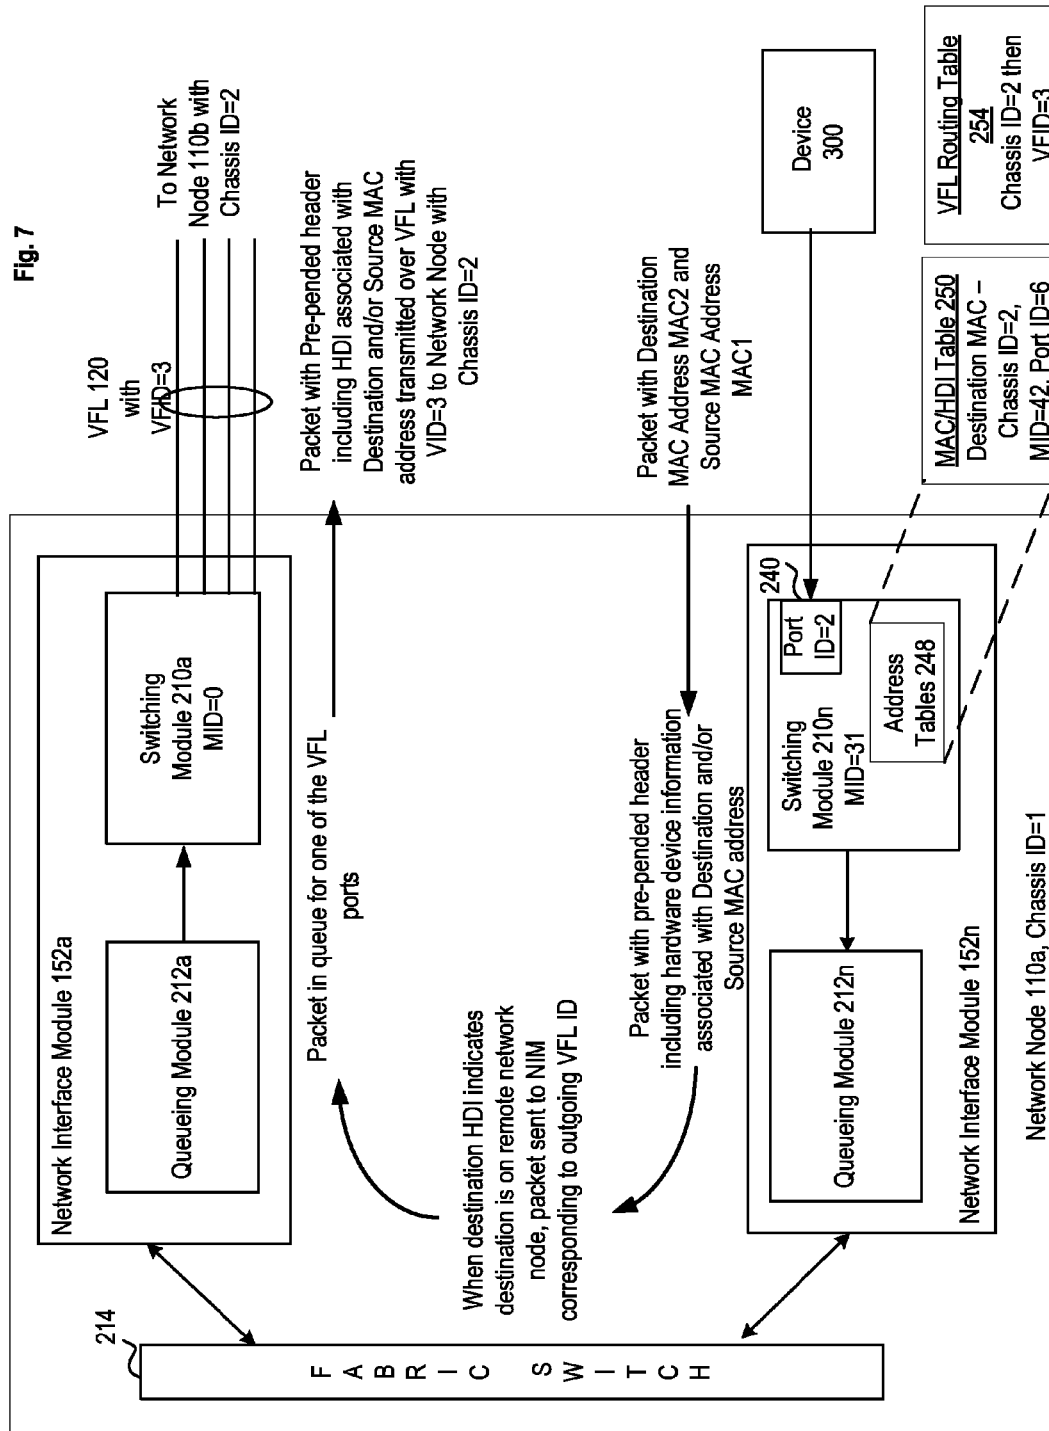 Fig. 7
Network Interface Module 152a
Queueing Module 212a
Switching
Module 210a
MID=0
VFL 120
with
VFID=3
To Network
Node 110b with
Chassis ID=2
Packet in queue for one of the VFL
ports
Packet with Pre-pended header
including HDI associated with
Destination and/or Source MAC
address transmitted over VFL with
VID=3 to Network Node with
Chassis ID=2
214
FABRIC SWITCH
When destination HDI indicates
destination is on remote network
node, packet sent to NIM
corresponding to outgoing VFL ID
Packet with pre-pended header
including hardware device information
associated with Destination and/or
Source MAC address
Packet with Destination
MAC Address MAC2 and
Source MAC Address
MAC1
Device
300
240
Port
ID=2
Switching
Module 210n
MID=31
Address
Tables 248
Queueing Module 212n
Network Interface Module 152n
Network Node 110a, Chassis ID=1
MAC/HDI Table 250
Destination MAC –
Chassis ID=2,
MID=42, Port ID=6
VFL Routing Table
254
Chassis ID=2 then
VFID=3